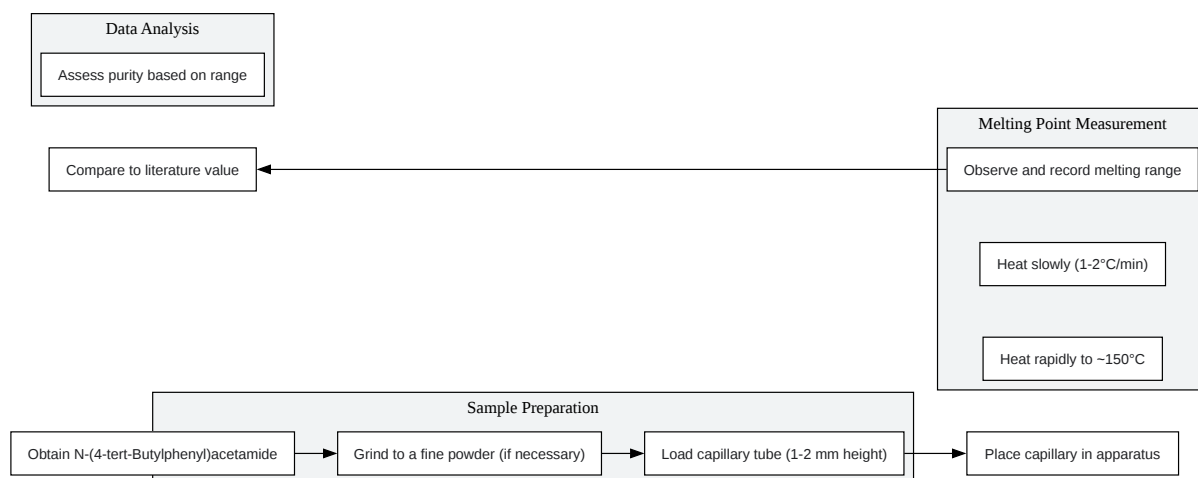 Data Analysis
Assess purity based on range
Melting Point Measurement
Compare to literature value
Observe and record melting range
Heat slowly (1-2°C/min)
Heat rapidly to ~150°C
Sample Preparation
Obtain N-(4-tert-Butylphenyl)acetamide
Grind to a fine powder (if necessary)
Load capillary tube (1-2 mm height)
Place capillary in apparatus